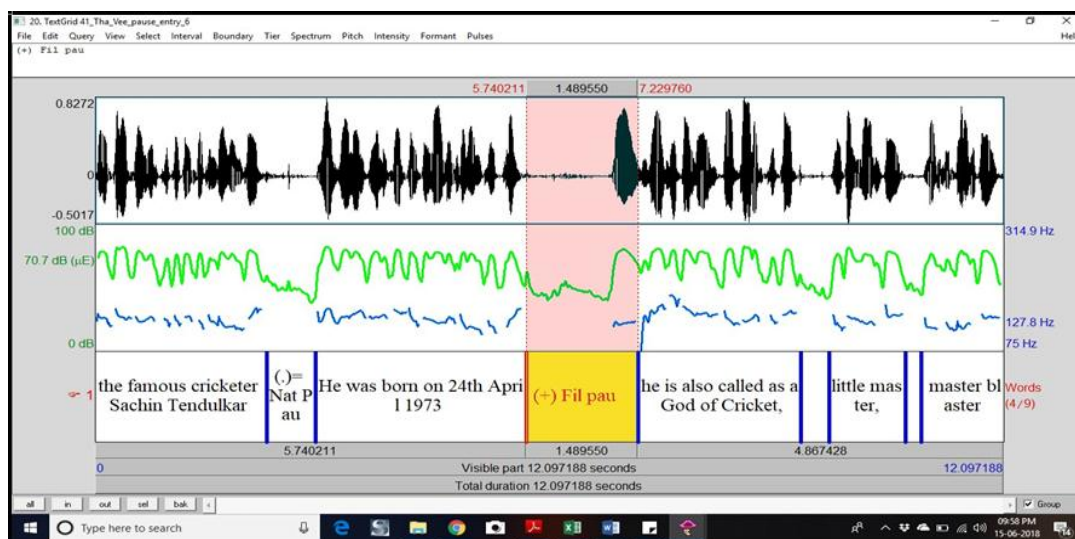 20. TextGrid 41_Tha_Vee_pause_entry_6
File Edit Query View Select Interval Boundary Tier Spectrum Pitch Intensity Formant Pulses Hel
(+) Fil pau
5.740211 1.489550 7.229760
0.8272
0
-0.5017
100 dB 314.9 Hz
70.7 dB (µE)
127.8 Hz
0 dB 75 Hz
the famous cricketer
Sachin Tendulkar
(.)=
Nat P
au
He was born on 24th Apri
l 1973
(+) Fil pau
he is also called as a
God of Cricket,
little mas
ter,
master bl
aster
1
Words
(4/9)
5.740211 1.489550 4.867428
0 Visible part 12.097188 seconds 12.097188
Total duration 12.097188 seconds
all in out sel bak Group
Type here to search
09:58 PM
15-06-2018